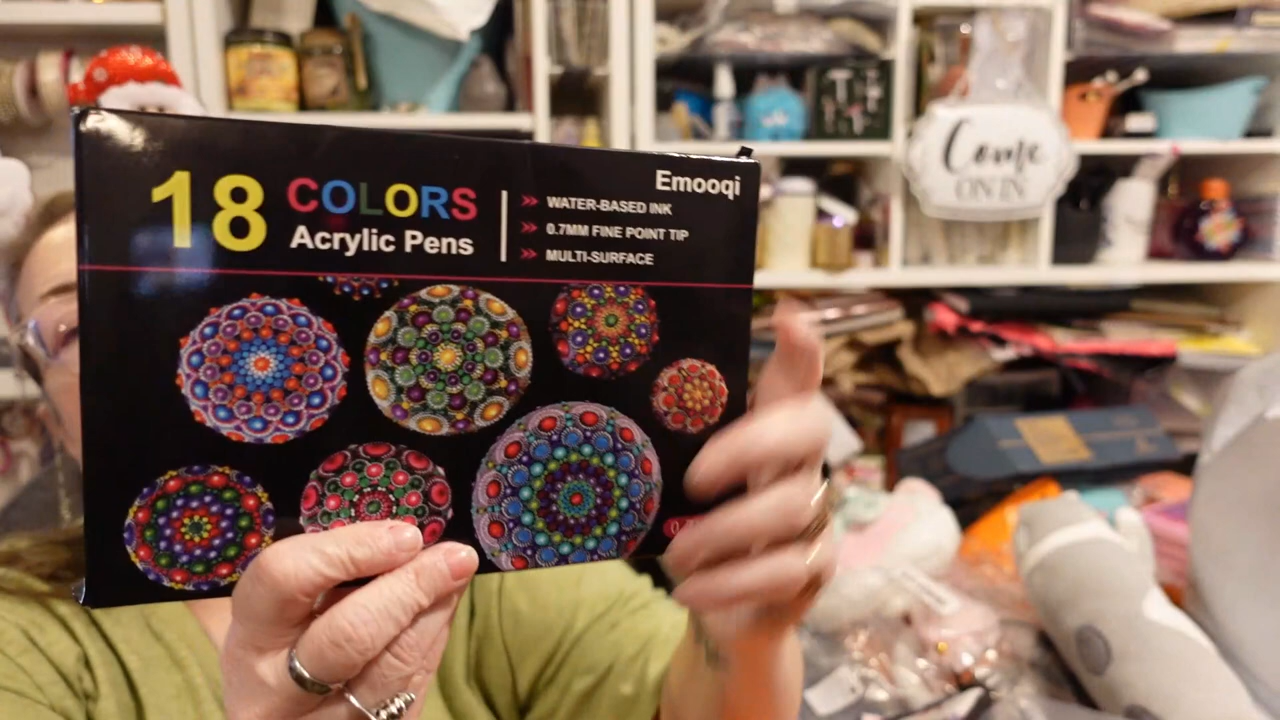 Emooqi
18 COLORS
Acrylic Pens
WATER-BASED INK
0.7MM FINE POINT TIP
MULTI-SURFACE
Come
ON IN